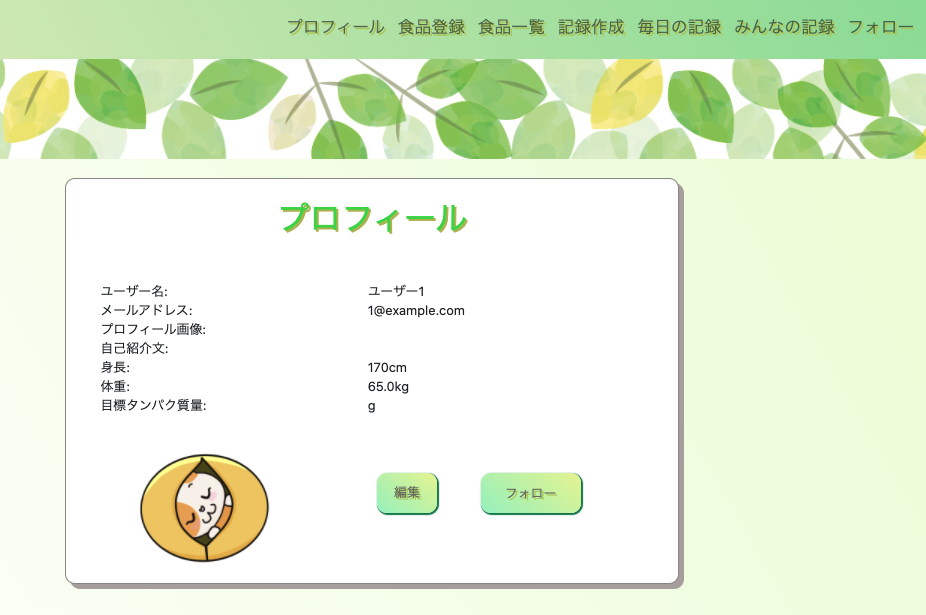 プロフィール 食品登録 食品一覧 記録作成 毎日の記録 みんなの記録 フォロー
プロフィール
ユーザー名: ユーザー1
メールアドレス: 1@example.com
プロフィール画像:
自己紹介文:
身長: 170cm
体重: 65.0kg
目標タンパク質量: g
編集 フォロー